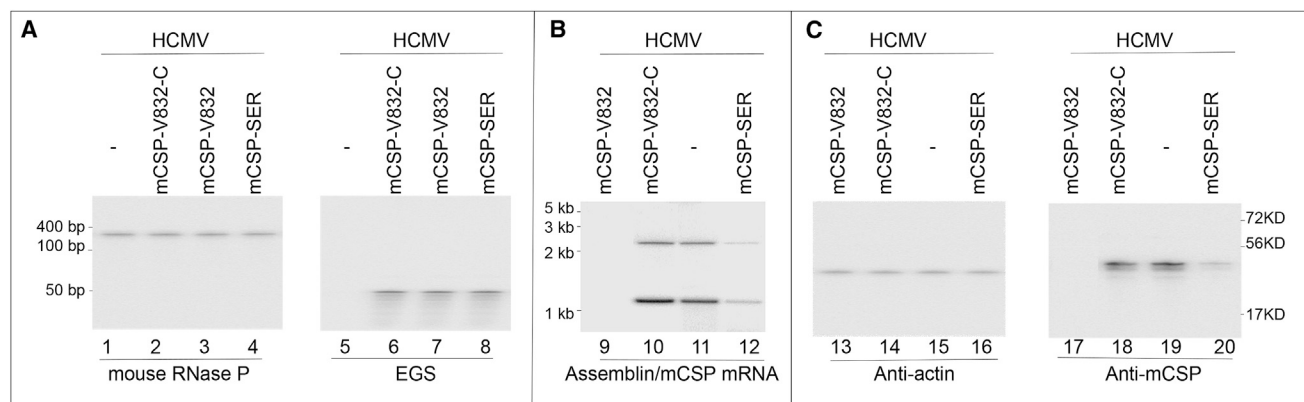 A
HCMV
-
mCSP-V832-C
mCSP-V832
mCSP-SER
400 bp
100 bp
50 bp
1 2 3 4
mouse RNase P
HCMV
-
mCSP-V832-C
mCSP-V832
mCSP-SER
5 6 7 8
EGS
B
HCMV
mCSP-V832
mCSP-V832-C
-
mCSP-SER
5 kb
3 kb
2 kb
1 kb
9 10 11 12
Assemblin/mCSP mRNA
C
HCMV
mCSP-V832
mCSP-V832-C
-
mCSP-SER
13 14 15 16
Anti-actin
HCMV
mCSP-V832
mCSP-V832-C
-
mCSP-SER
72KD
56KD
17KD
17 18 19 20
Anti-mCSP